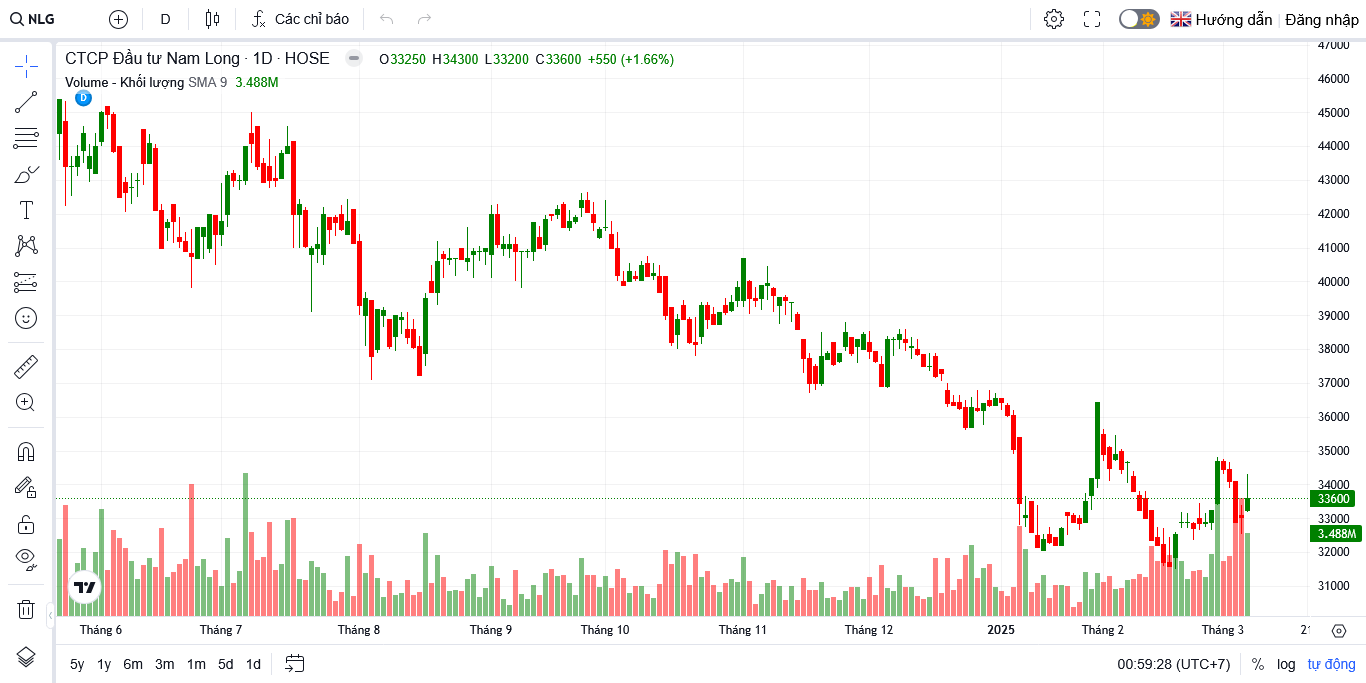 NLG D Các chỉ báo Hướng dẫn Đăng nhập
CTCP Đầu tư Nam Long · 1D · HOSE O33250 H34300 L33200 C33600 +550 (+1.66%)
Volume - Khối lượng SMA 9 3.488M
D
47000
46000
45000
44000
43000
42000
41000
40000
39000
38000
37000
36000
35000
34000
33600
33000
3.488M
32000
31000
Tháng 6 Tháng 7 Tháng 8 Tháng 9 Tháng 10 Tháng 11 Tháng 12 2025 Tháng 2 Tháng 3 21
5y 1y 6m 3m 1m 5d 1d 00:59:28 (UTC+7) % log tự động